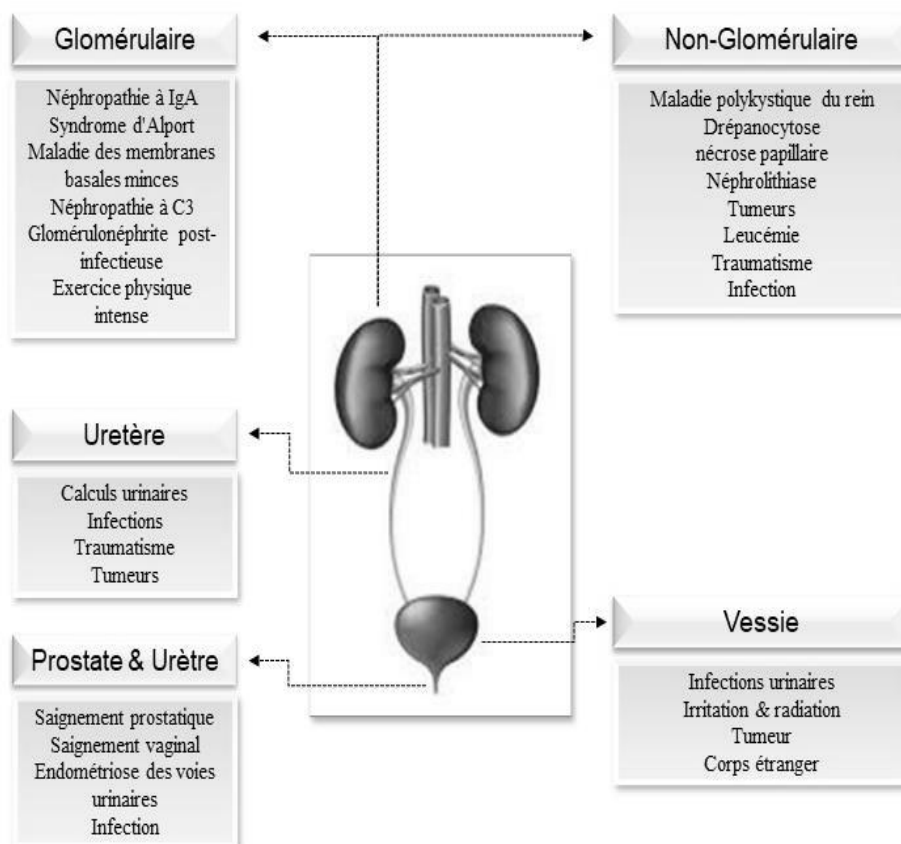 Glomérulaire
Néphropathie à IgA
Syndrome d'Alport
Maladie des membranes
basales minces
Néphropathie à C3
Glomérulonéphrite post-
infectieuse
Exercice physique
intense
Non-Glomérulaire
Maladie polykystique du rein
Drépanocytose
nécrose papillaire
Néphrolithiase
Tumeurs
Leucémie
Traumatisme
Infection
Uretère
Calculs urinaires
Infections
Traumatisme
Tumeurs
Vessie
Infections urinaires
Irritation & radiation
Tumeur
Corps étranger
Prostate & Urètre
Saignement prostatique
Saignement vaginal
Endométriose des voies
urinaires
Infection